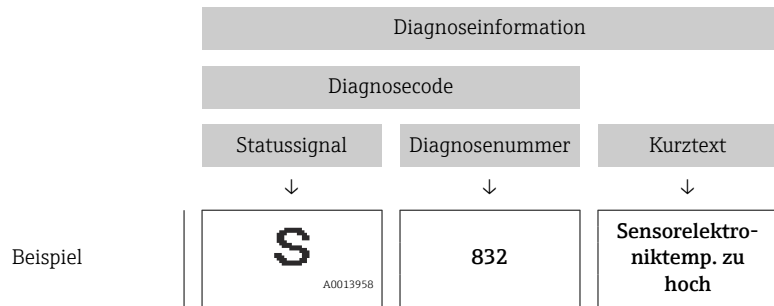 Diagnoseinformation
Diagnosecode
Statussignal Diagnosenummer Kurztext
↓ ↓ ↓
Beispiel S 832 Sensorelektro-
niktemp. zu
hoch
A0013958